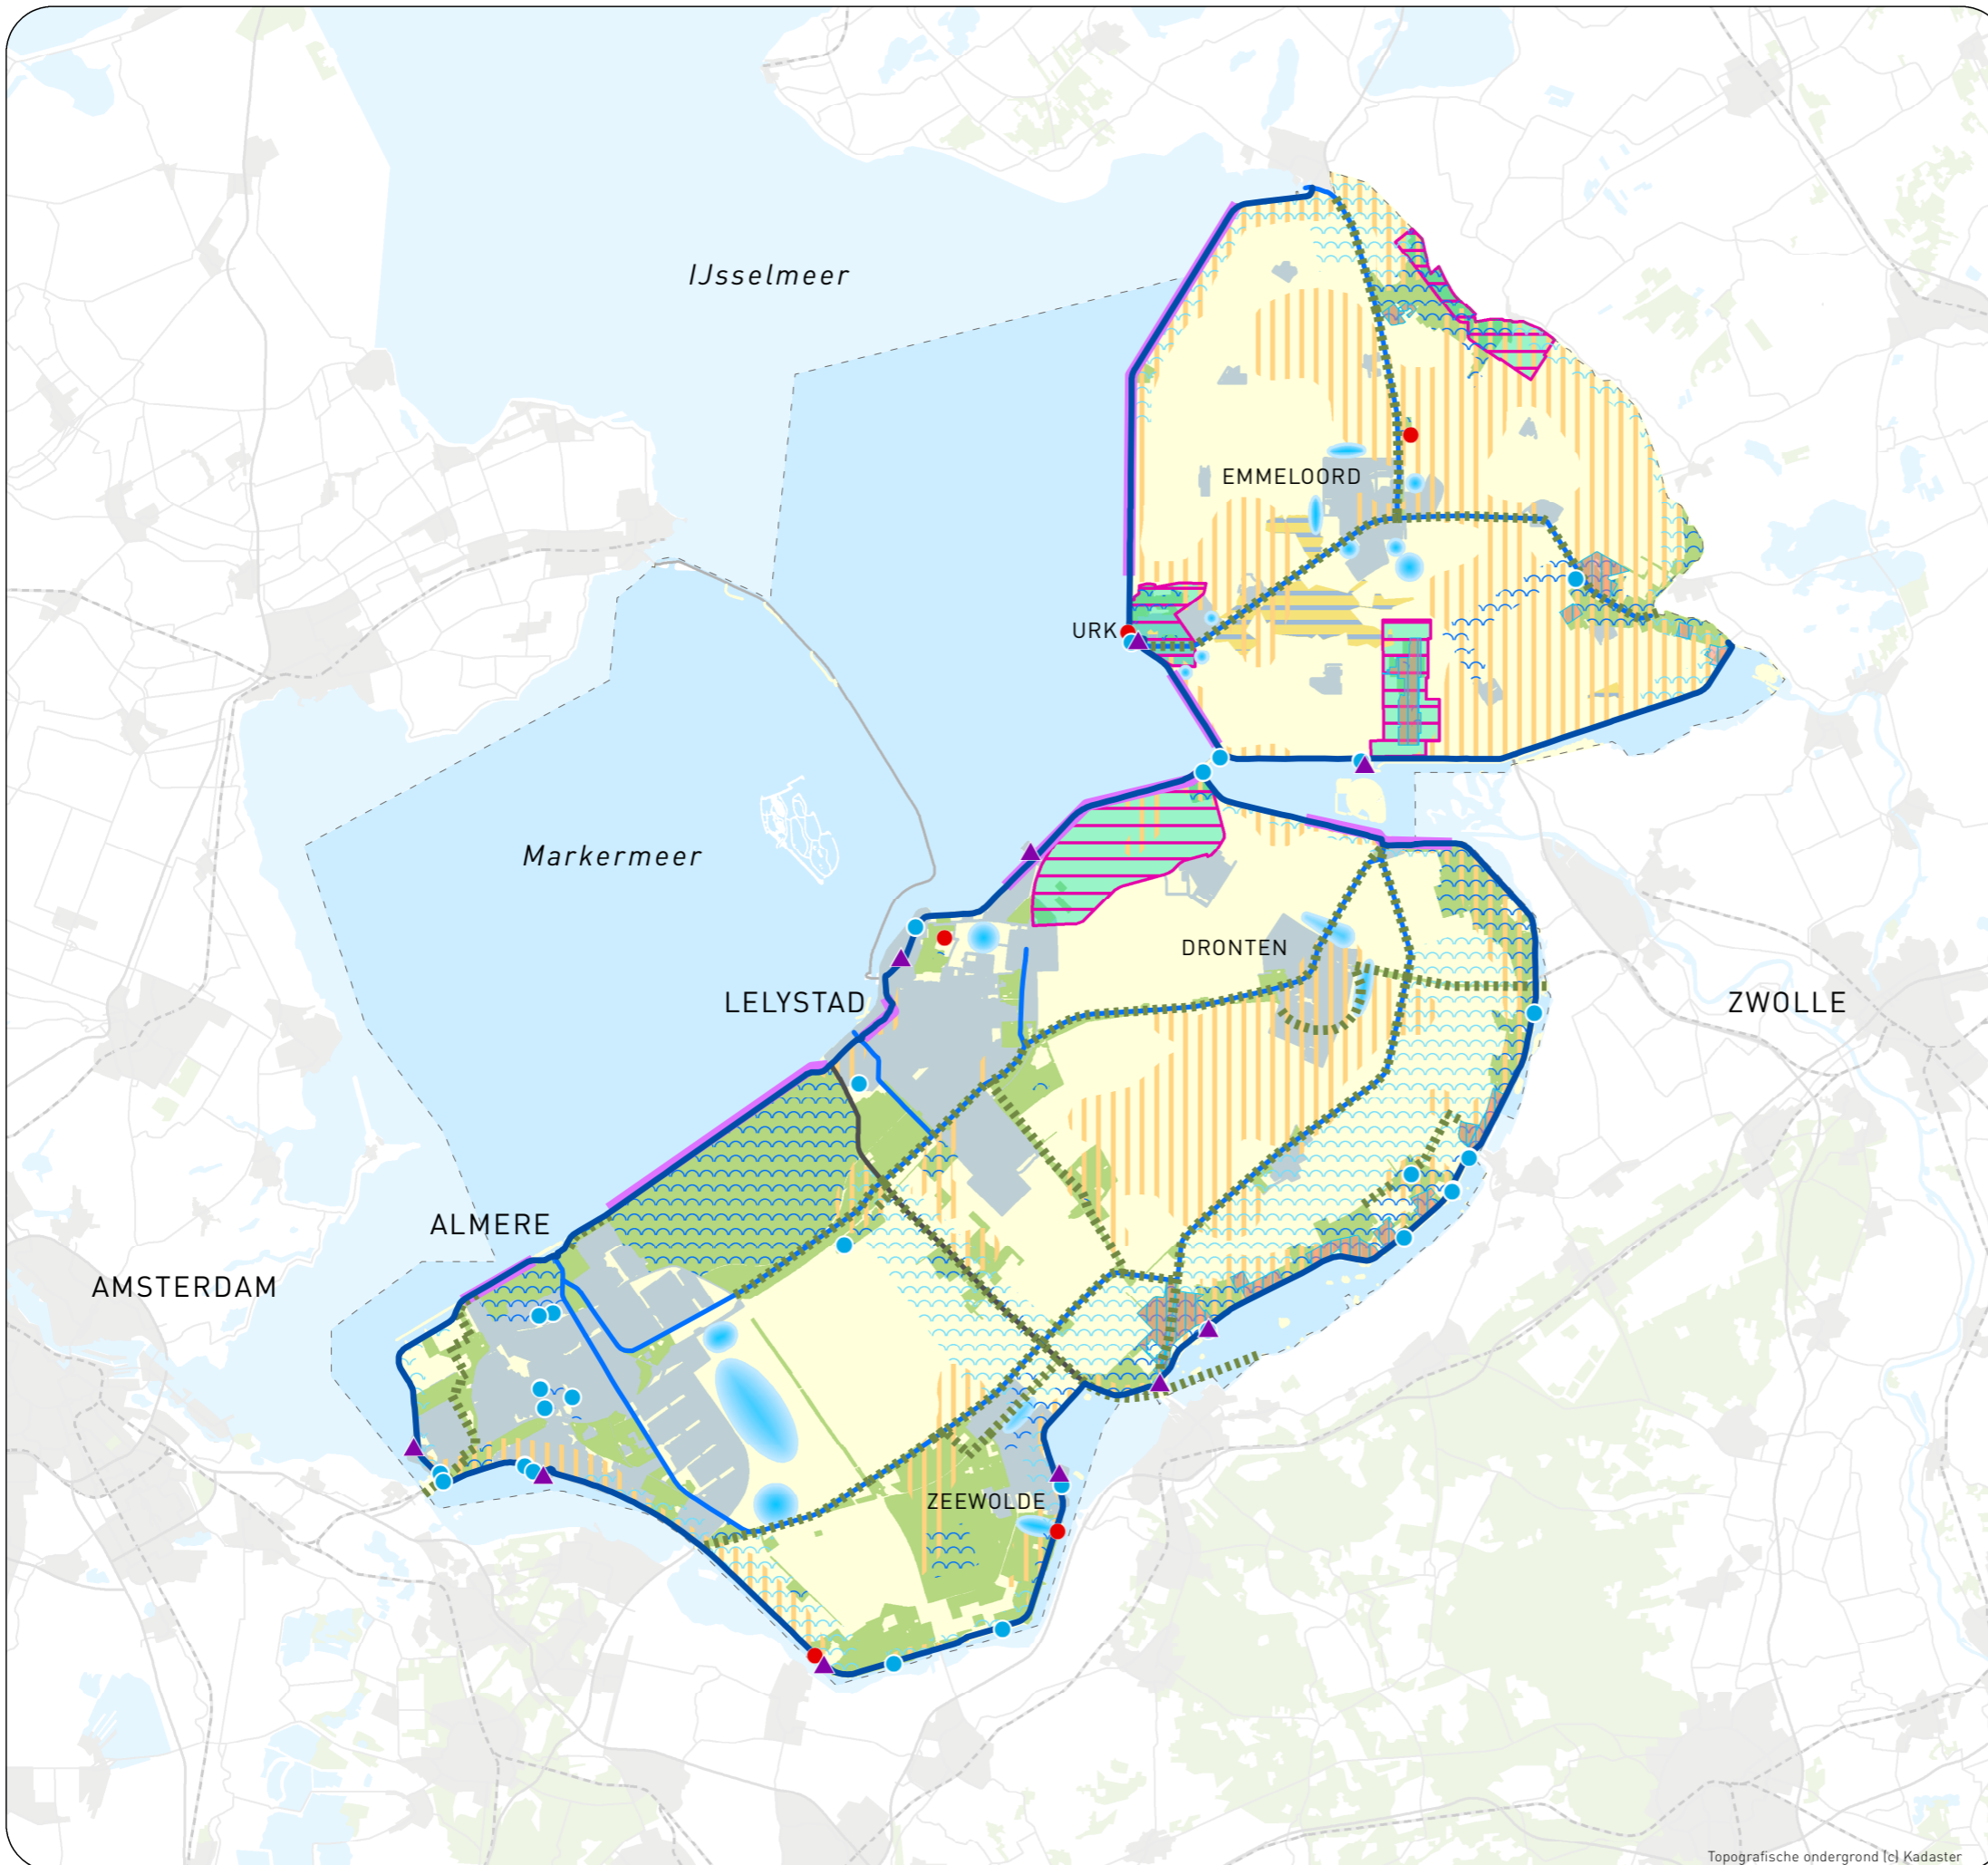 IJsselmeer
EMMELOORD
URK
Markermeer
DRONTEN
LELYSTAD
ZWOLLE
ALMERE
AMSTERDAM
ZEEWOLDE
Topografische ondergrond (c) Kadaster